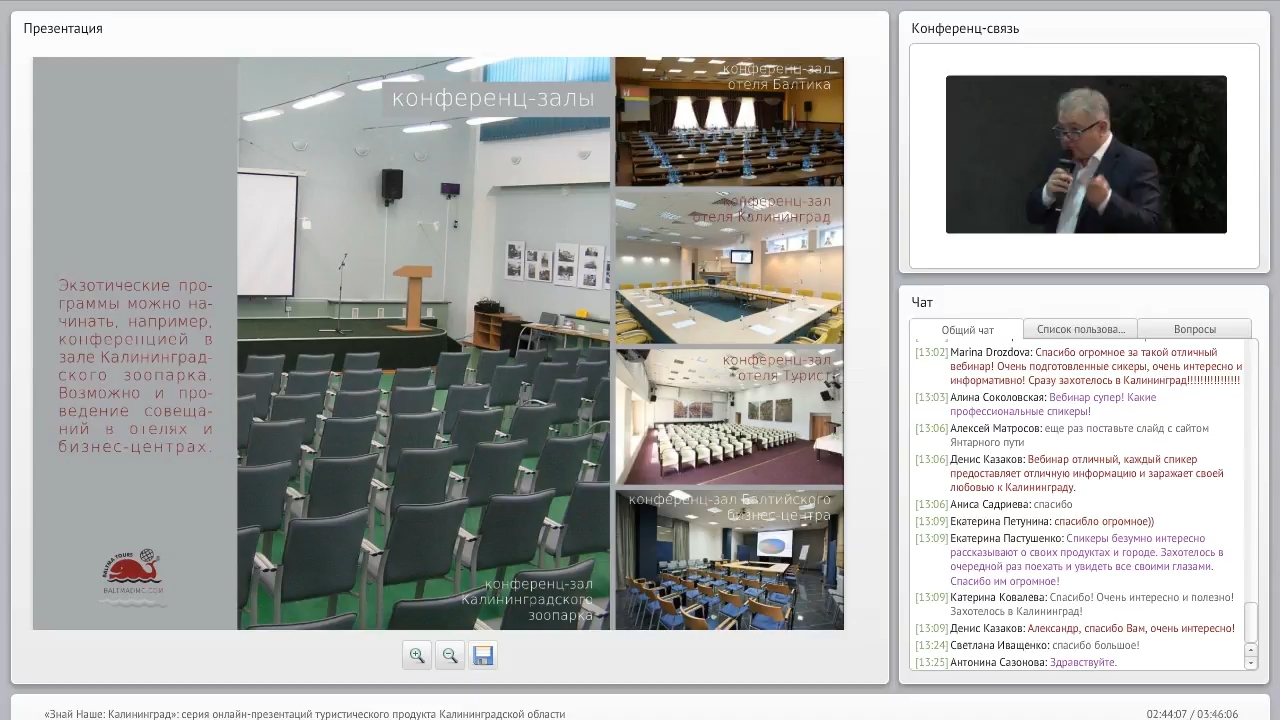 Презентация
конференц-залы
Экзотические про-
граммы можно на-
чинать, например,
конференцией в
зале Калининград-
ского зоопарка.
Возможно и про-
ведение совеща-
ний в отелях и
бизнес-центрах.
BALTMA TOURS
BALTMADMC.COM
конференц-зал
Калининградского
зоопарка
конференц-зал
отеля Балтика
конференц-зал
отеля Калининград
конференц-зал
отеля Турист
конференц-зал Балтийского
бизнес-центра
Конференц-связь
Чат
Общий чат
Список пользова...
Вопросы
[13:02] Marina Drozdova: Спасибо огромное за такой отличный
вебинар! Очень подготовленные сикеры, очень интересно и
информативно! Сразу захотелось в Калининград!!!!!!!!!!!!!!!
[13:03] Алина Соколовская: Вебинар супер! Какие
профессиональные спикеры!
[13:06] Алексей Матросов: еще раз поставьте слайд с сайтом
Янтарного пути
[13:06] Денис Казаков: Вебинар отличный, каждый спикер
предоставляет отличную информацию и заражает своей
любовью к Калининграду.
[13:06] Аниса Садриева: спасибо
[13:09] Екатерина Петунина: спасибло огромное))
[13:09] Екатерина Пастушенко: Спикеры безумно интересно
рассказывают о своих продуктах и городе. Захотелось в
очередной раз поехать и увидеть все своими глазами.
Спасибо им огромное!
[13:09] Катерина Ковалева: Спасибо! Очень интересно и полезно!
Захотелось в Калининград!
[13:09] Денис Казаков: Александр, спасибо Вам, очень интересно!
[13:24] Светлана Иващенко: спасибо большое!
[13:25] Антонина Сазонова: Здравствуйте.
«Знай Наше: Калининград»: серия онлайн-презентаций туристического продукта Калининградской области
02:44:07 / 03:46:06